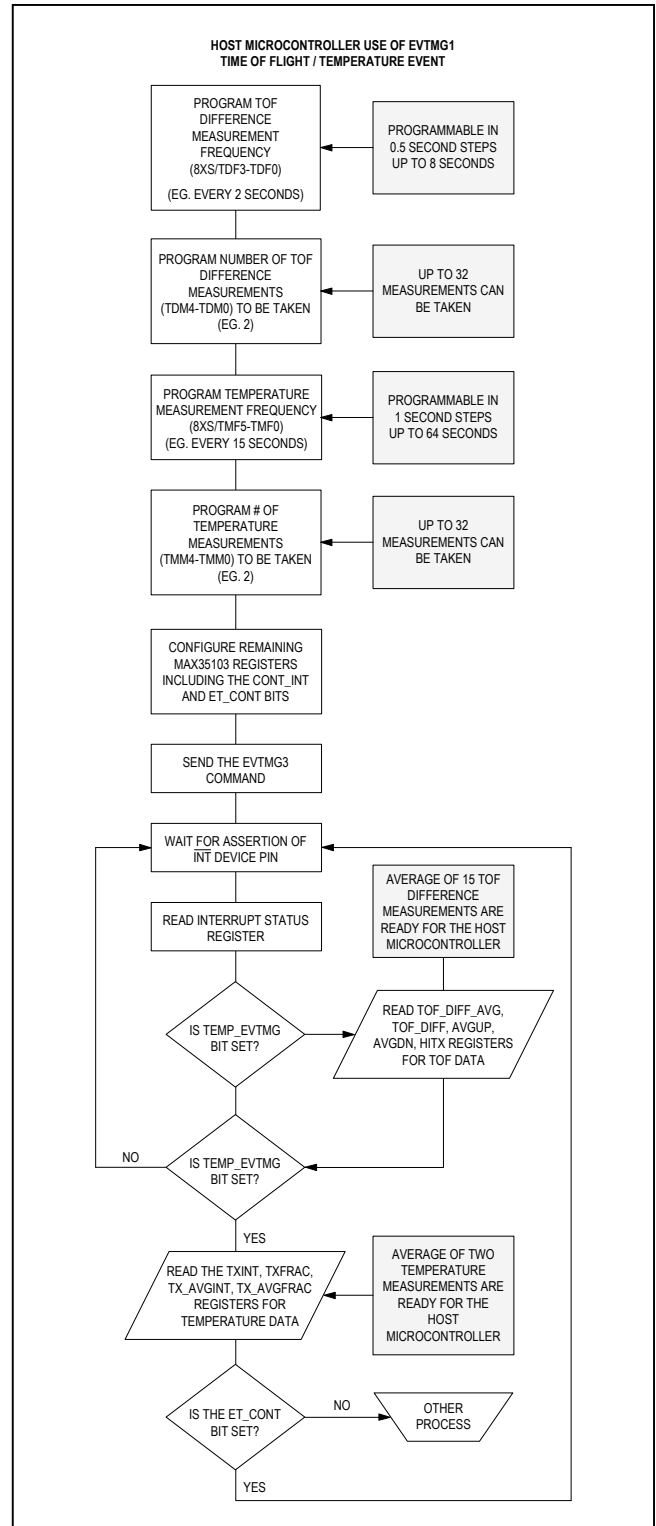 HOST MICROCONTROLLER USE OF EVTMG1
TIME OF FLIGHT / TEMPERATURE EVENT
PROGRAM TOF
DIFFERENCE
MEASUREMENT
FREQUENCY
(8XS/TDF3-TDF0)
(EG. EVERY 2 SECONDS)
PROGRAMMABLE IN
0.5 SECOND STEPS
UP TO 8 SECONDS
PROGRAM NUMBER OF TOF
DIFFERENCE
MEASUREMENTS
(TDM4-TDM0) TO BE TAKEN
(EG. 2)
UP TO 32
MEASUREMENTS CAN
BE TAKEN
PROGRAM TEMPERATURE
MEASUREMENT FREQUENCY
(8XS/TMF5-TMF0)
(EG. EVERY 15 SECONDS)
PROGRAMMABLE IN
1 SECOND STEPS
UP TO 64 SECONDS
PROGRAM # OF
TEMPERATURE
MEASUREMENTS
(TMM4-TMM0) TO BE TAKEN
(EG. 2)
UP TO 32
MEASUREMENTS CAN
BE TAKEN
CONFIGURE REMAINING
MAX35103 REGISTERS
INCLUDING THE CONT_INT
AND ET_CONT BITS
SEND THE EVTMG3
COMMAND
WAIT FOR ASSERTION OF
INT DEVICE PIN
READ INTERRUPT STATUS
REGISTER
AVERAGE OF 15 TOF
DIFFERENCE
MEASUREMENTS ARE
READY FOR THE HOST
MICROCONTROLLER
IS TEMP_EVTMG
BIT SET?
READ TOF_DIFF_AVG,
TOF_DIFF, AVGUP,
AVGDN, HITX REGISTERS
FOR TOF DATA
NO
IS TEMP_EVTMG
BIT SET?
YES
READ THE TXINT, TXFRAC,
TX_AVGINT, TX_AVGFRAC
REGISTERS FOR
TEMPERATURE DATA
AVERAGE OF TWO
TEMPERATURE
MEASUREMENTS ARE
READY FOR THE
HOST
MICROCONTROLLER
IS THE ET_CONT
BIT SET?
NO
OTHER
PROCESS
YES